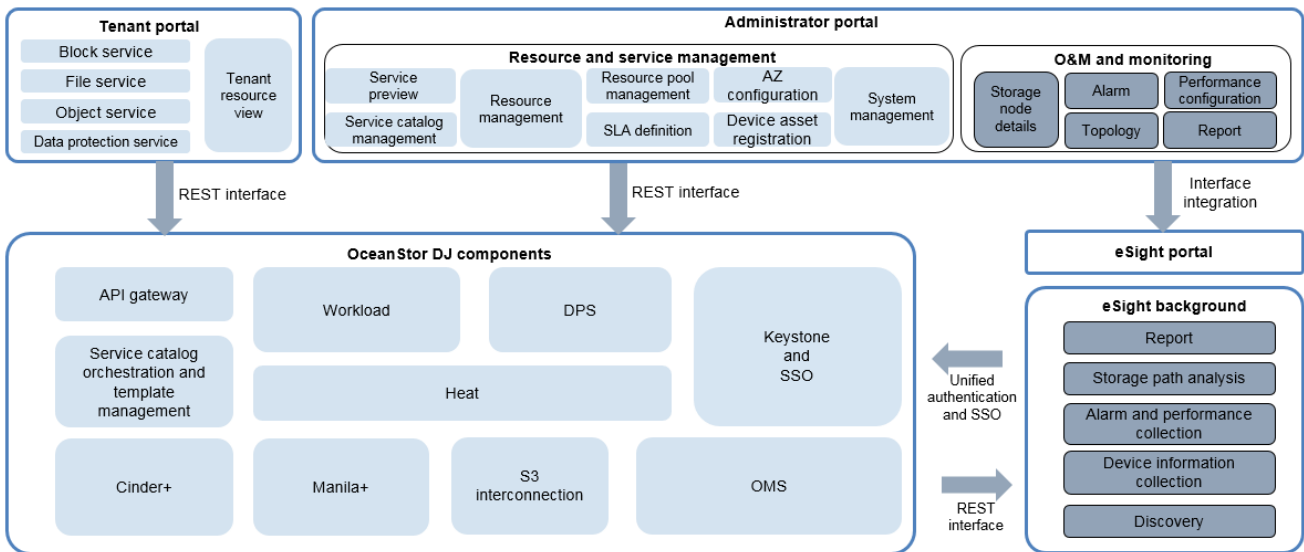 Tenant portal
Block service
File service
Object service
Data protection service
Tenant
resource
view
Administrator portal
Resource and service management
Service
preview
Service catalog
management
Resource
management
Resource pool
management
SLA definition
AZ
configuration
Device asset
registration
System
management
O&M and monitoring
Storage
node
details
Alarm
Topology
Performance
configuration
Report
REST interface
REST interface
Interface
integration
OceanStor DJ components
API gateway
Service catalog
orchestration and
template
management
Workload
DPS
Heat
Keystone
and
SSO
Cinder+
Manila+
S3
interconnection
OMS
Unified
authentication
and SSO
REST
interface
eSight portal
eSight background
Report
Storage path analysis
Alarm and performance
collection
Device information
collection
Discovery